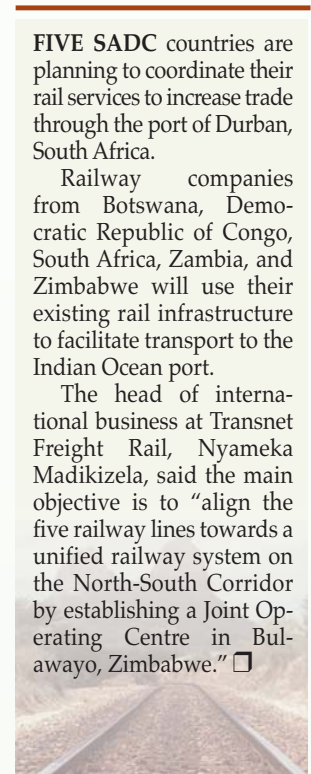 FIVE SADC countries are
planning to coordinate their
rail services to increase trade
through the port of Durban,
South Africa.
Railway companies
from Botswana, Demo-
cratic Republic of Congo,
South Africa, Zambia, and
Zimbabwe will use their
existing rail infrastructure
to facilitate transport to the
Indian Ocean port.
The head of interna-
tional business at Transnet
Freight Rail, Nyameka
Madikizela, said the main
objective is to “align the
five railway lines towards a
unified railway system on
the North-South Corridor
by establishing a Joint Op-
erating Centre in Bul-
awayo, Zimbabwe.” ❒